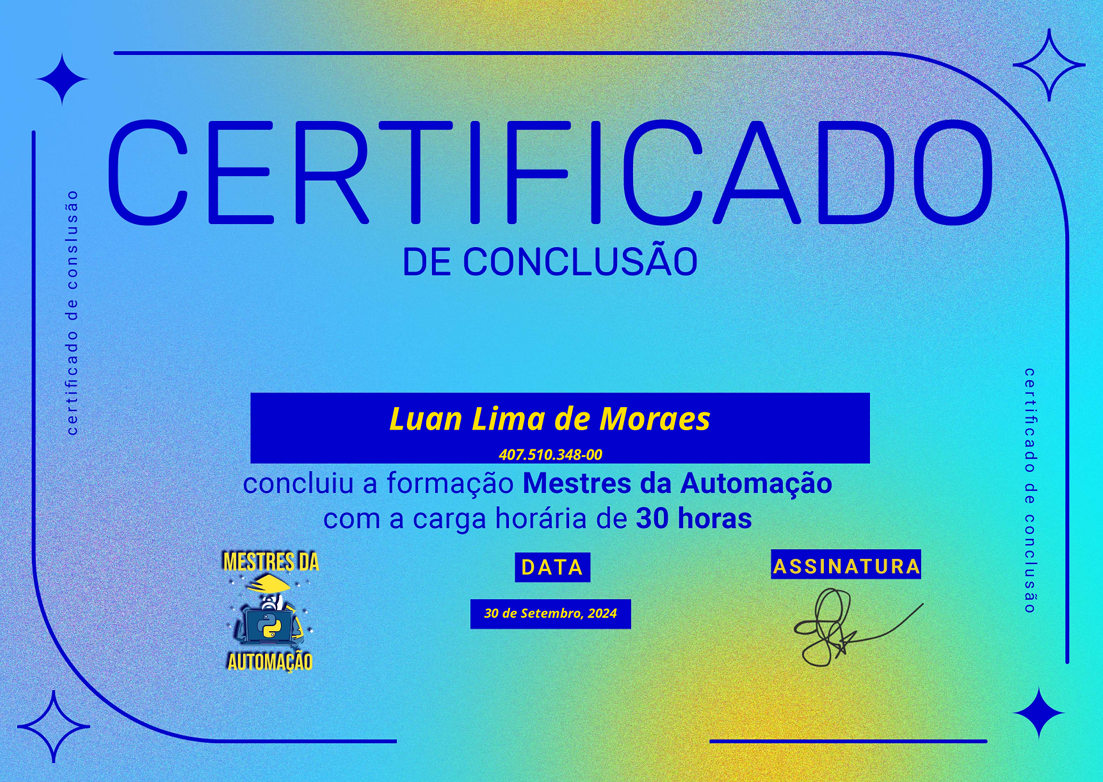 CERTIFICADO
DE CONCLUSÃO
certificado de conslusão
certificado de conclusão
Luan Lima de Moraes
407.510.348-00
concluiu a formação Mestres da Automação
com a carga horária de 30 horas
MESTRES DA
AUTOMAÇÃO
DATA
30 de Setembro, 2024
ASSINATURA